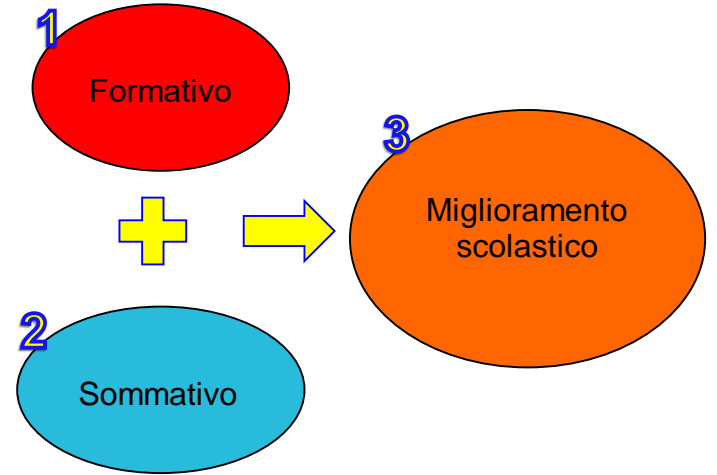 1
Formativo
3
Miglioramento
scolastico
2
Sommativo